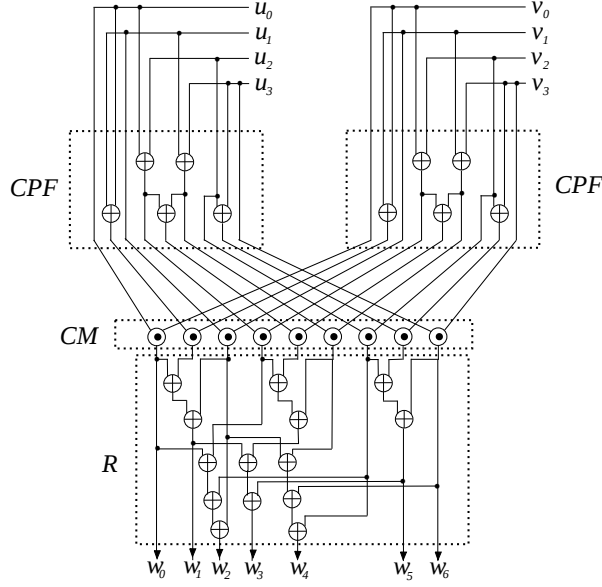 u₀ v₀
u₁ v₁
u₂ v₂
u₃ v₃
CPF CPF
CM
R
w₀ w₁ w₂ w₃ w₄ w₅ w₆